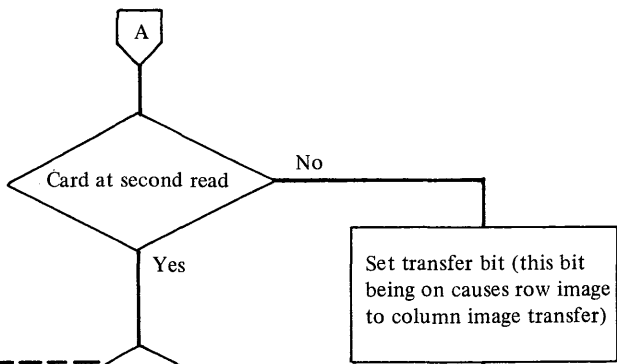 A
Card at second read
No
Yes
Set transfer bit (this bit
being on causes row image
to column image transfer)